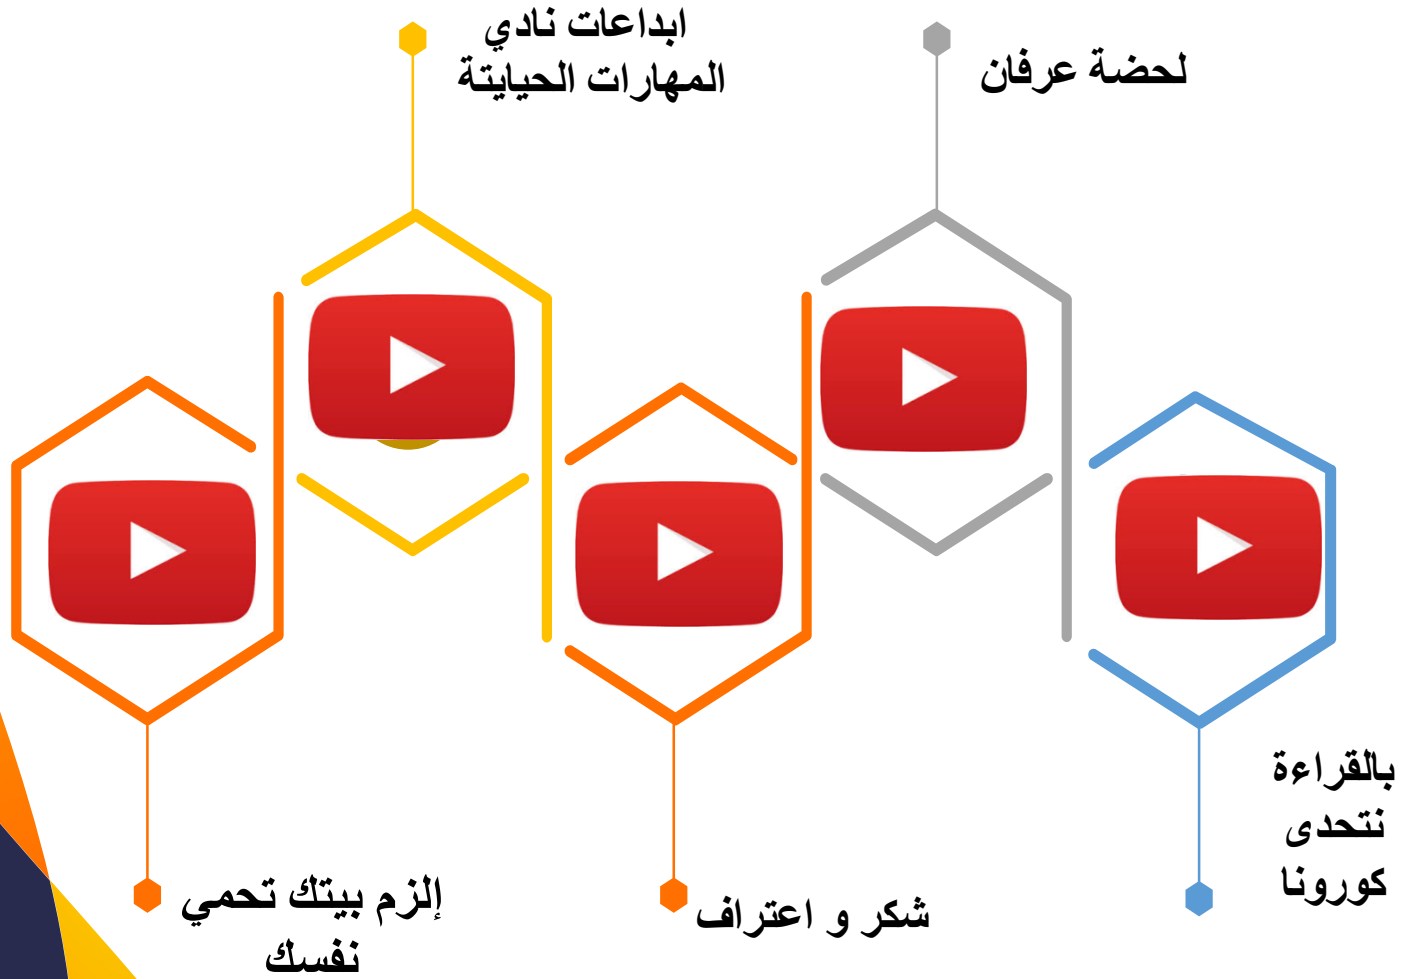 ابداعات نادي
المهارات الحيايتة
لحضة عرفان
بالقراءة
نتحدى
كورونا
شكر و اعتراف
إلزم بيتك تحمي
نفسك